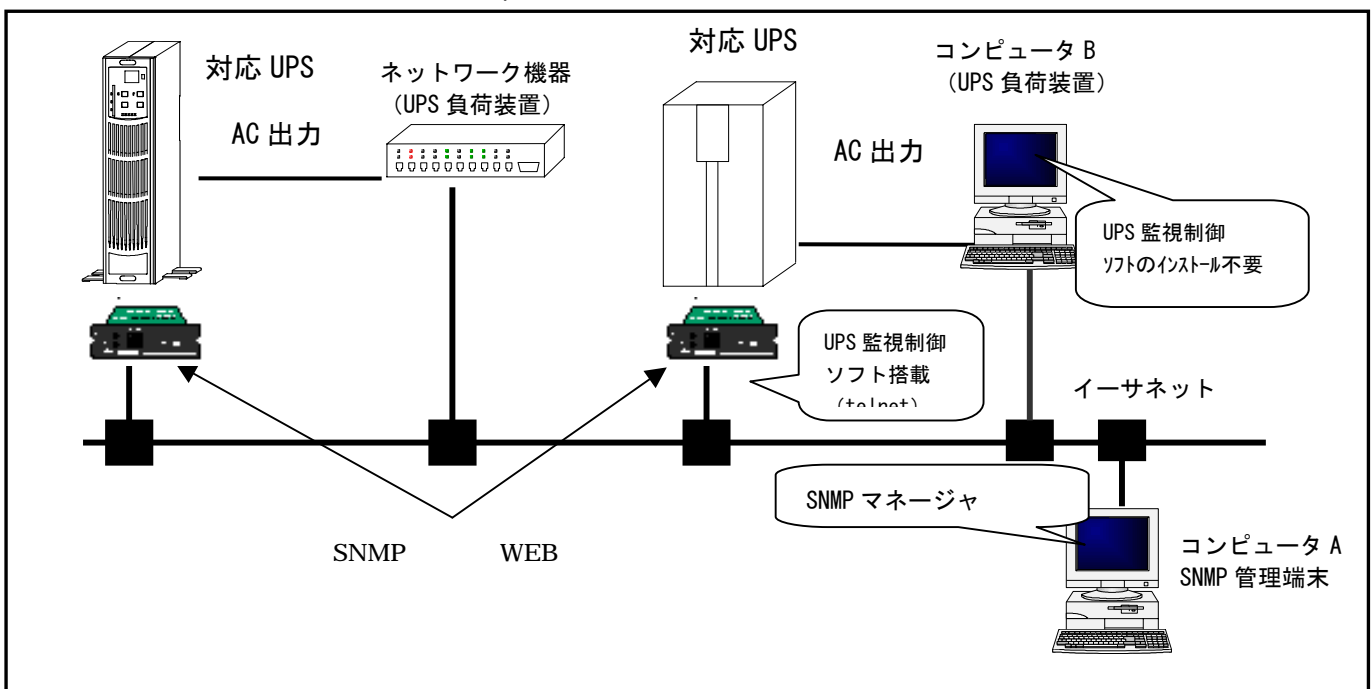 対応 UPS
AC 出力
ネットワーク機器
（UPS 負荷装置）
対応 UPS
AC 出力
コンピュータ B
（UPS 負荷装置）
UPS 監視制御
ソフトのインストール不要
UPS 監視制御
ソフト搭載
（telnet）
イーサネット
SNMP マネージャ
SNMP WEB
コンピュータ A
SNMP 管理端末